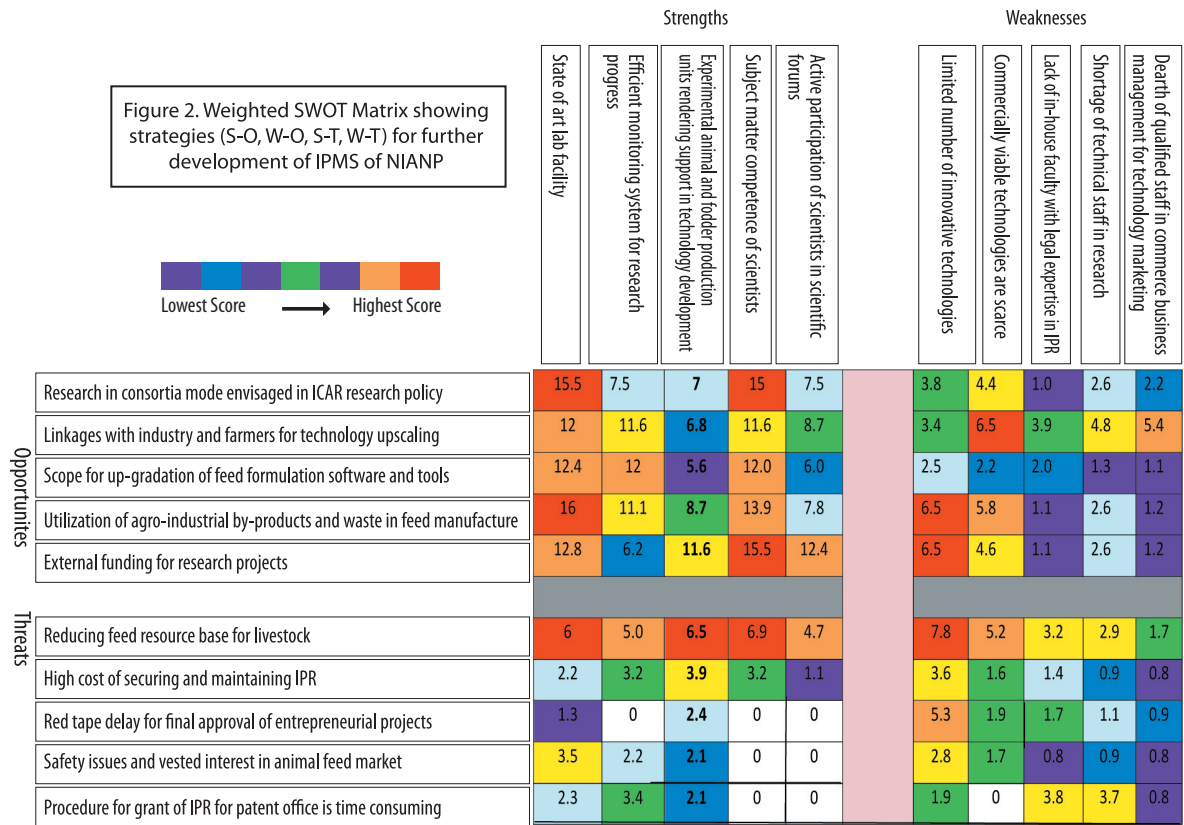 Strengths
Weaknesses
Figure 2. Weighted SWOT Matrix showing
strategies (S-O, W-O, S-T, W-T) for further
development of IPMS of NIANP
Lowest Score
Highest Score
State of art lab facility
Efficient monitoring system for research
progress
Experimental animal and fodder production
units rendering support in technology development
Subject matter competence of scientists
Active participation of scientists in scientific
forums
Limited number of innovative technologies
Commercially viable technologies are scarce
Lack of in-house faculty with legal expertise in IPR
Shortage of technical staff in research
Dearth of qualified staff in commerce business
management for technology marketing
Opportunites
Research in consortia mode envisaged in ICAR research policy
15.5 7.5 7 15 7.5 3.8 4.4 1.0 2.6 2.2
Linkages with industry and farmers for technology upscaling
12 11.6 6.8 11.6 8.7 3.4 6.5 3.9 4.8 5.4
Scope for up-gradation of feed formulation software and tools
12.4 12 5.6 12.0 6.0 2.5 2.2 2.0 1.3 1.1
Utilization of agro-industrial by-products and waste in feed manufacture
16 11.1 8.7 13.9 7.8 6.5 5.8 1.1 2.6 1.2
External funding for research projects
12.8 6.2 11.6 15.5 12.4 6.5 4.6 1.1 2.6 1.2
Threats
Reducing feed resource base for livestock
6 5.0 6.5 6.9 4.7 7.8 5.2 3.2 2.9 1.7
High cost of securing and maintaining IPR
2.2 3.2 3.9 3.2 1.1 3.6 1.6 1.4 0.9 0.8
Red tape delay for final approval of entrepreneurial projects
1.3 0 2.4 0 0 5.3 1.9 1.7 1.1 0.9
Safety issues and vested interest in animal feed market
3.5 2.2 2.1 0 0 2.8 1.7 0.8 0.9 0.8
Procedure for grant of IPR for patent office is time consuming
2.3 3.4 2.1 0 0 1.9 0 3.8 3.7 0.8